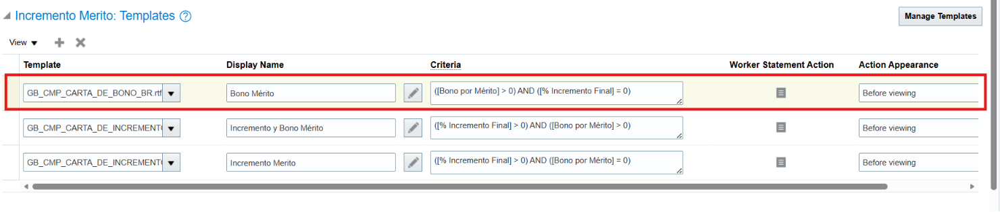 Incremento Merito: Templates
Manage Templates
View
Template Display Name Criteria Worker Statement Action Action Appearance
GB_CMP_CARTA_DE_BONO_BR.rtf Bono Mérito ([Bono por Mérito] > 0) AND ([% Incremento Final] = 0) Before viewing
GB_CMP_CARTA_DE_INCREMENT Incremento y Bono Mérito ([% Incremento Final] > 0) AND ([Bono por Mérito] > 0) Before viewing
GB_CMP_CARTA_DE_INCREMENT Incremento Merito ([% Incremento Final] > 0) AND ([Bono por Mérito] = 0) Before viewing